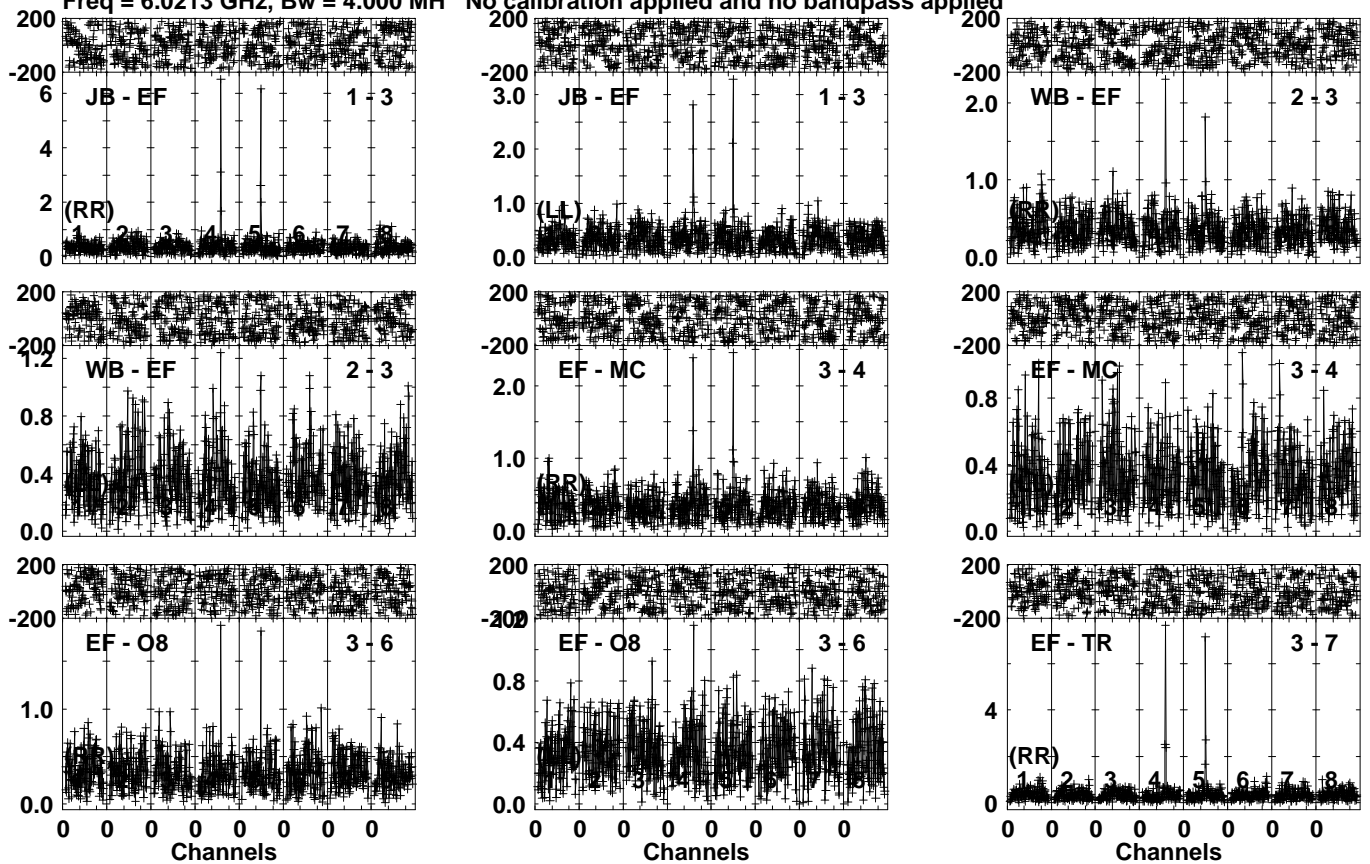 Freq = 6.0213 GHz, Bw = 4.000 MH No calibration applied and no bandpass applied
200 200 200
-200 -200 -200
JB - EF 1 - 3 JB - EF 1 - 3 WB - EF 2 - 3
6 3.0 2.0
4 2.0
2 1.0 1.0
(RR) (LL) (RR)
1 2 3 4 5 6 7 8
0 0.0 0.0
200 200 200
-200 -200 -200
1.2
WB - EF 2 - 3 EF - MC 3 - 4 EF - MC 3 - 4
0.8 2.0 0.8
0.4 1.0 0.4
(RR)
0.0 0.0 0.0
200 200 200
-200 1.2 -200
EF - O8 3 - 6 EF - O8 3 - 6 EF - TR 3 - 7
1.0 0.8 4
0.4
(RR) (RR)
1 2 3 4 5 6 7 8
0.0 0.0 0
0 0 0 0 0 0 0 0 0 0 0 0 0 0 0 0 0 0 0 0 0 0 0 0
Channels Channels Channels